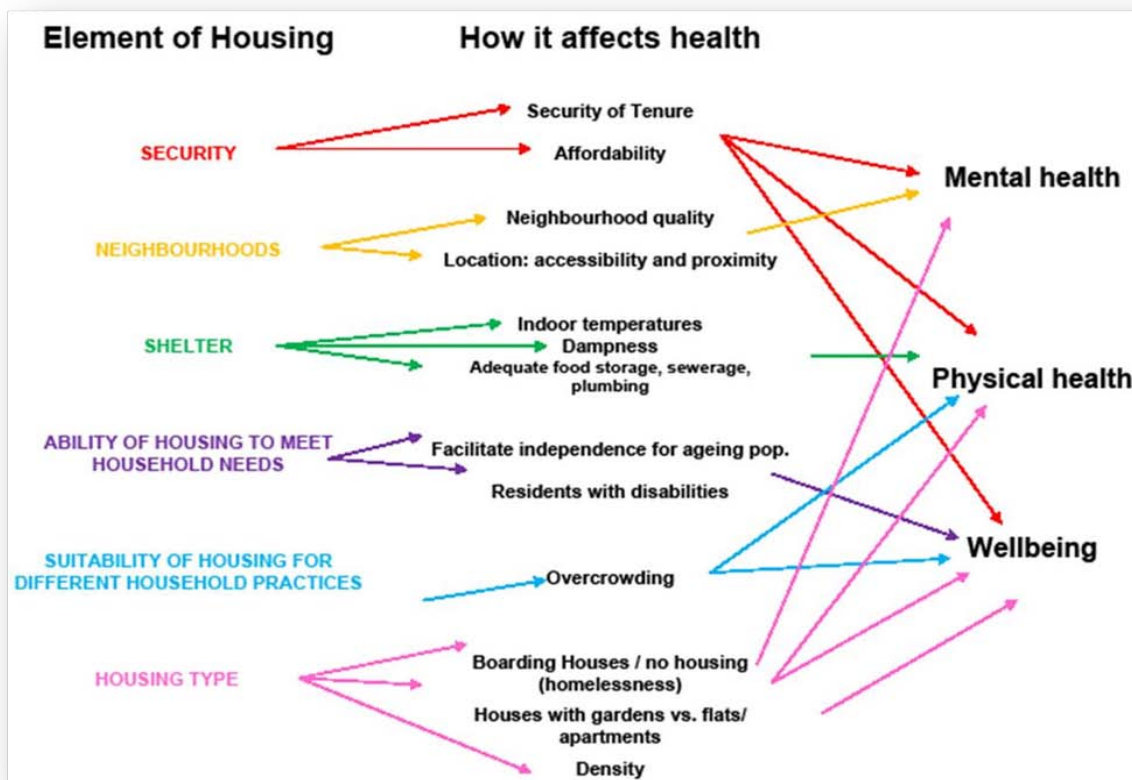 Element of Housing
How it affects health
SECURITY
Security of Tenure
Affordability
Mental health
NEIGHBOURHOODS
Neighbourhood quality
Location: accessibility and proximity
SHELTER
Indoor temperatures
Dampness
Adequate food storage, sewerage,
plumbing
Physical health
ABILITY OF HOUSING TO MEET
HOUSEHOLD NEEDS
Facilitate independence for ageing pop.
Residents with disabilities
Wellbeing
SUITABILITY OF HOUSING FOR
DIFFERENT HOUSEHOLD PRACTICES
Overcrowding
HOUSING TYPE
Boarding Houses / no housing
(homelessness)
Houses with gardens vs. flats/
apartments
Density